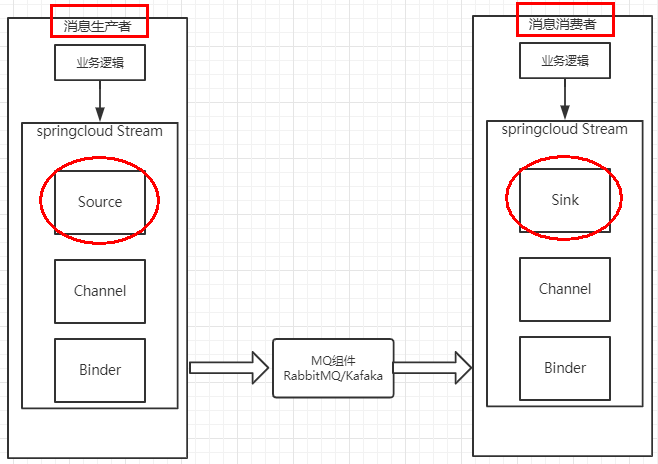 消息生产者
业务逻辑
springcloud Stream
Source
Channel
Binder
MQ组件
RabbitMQ/Kafaka
消息消费者
业务逻辑
springcloud Stream
Sink
Channel
Binder